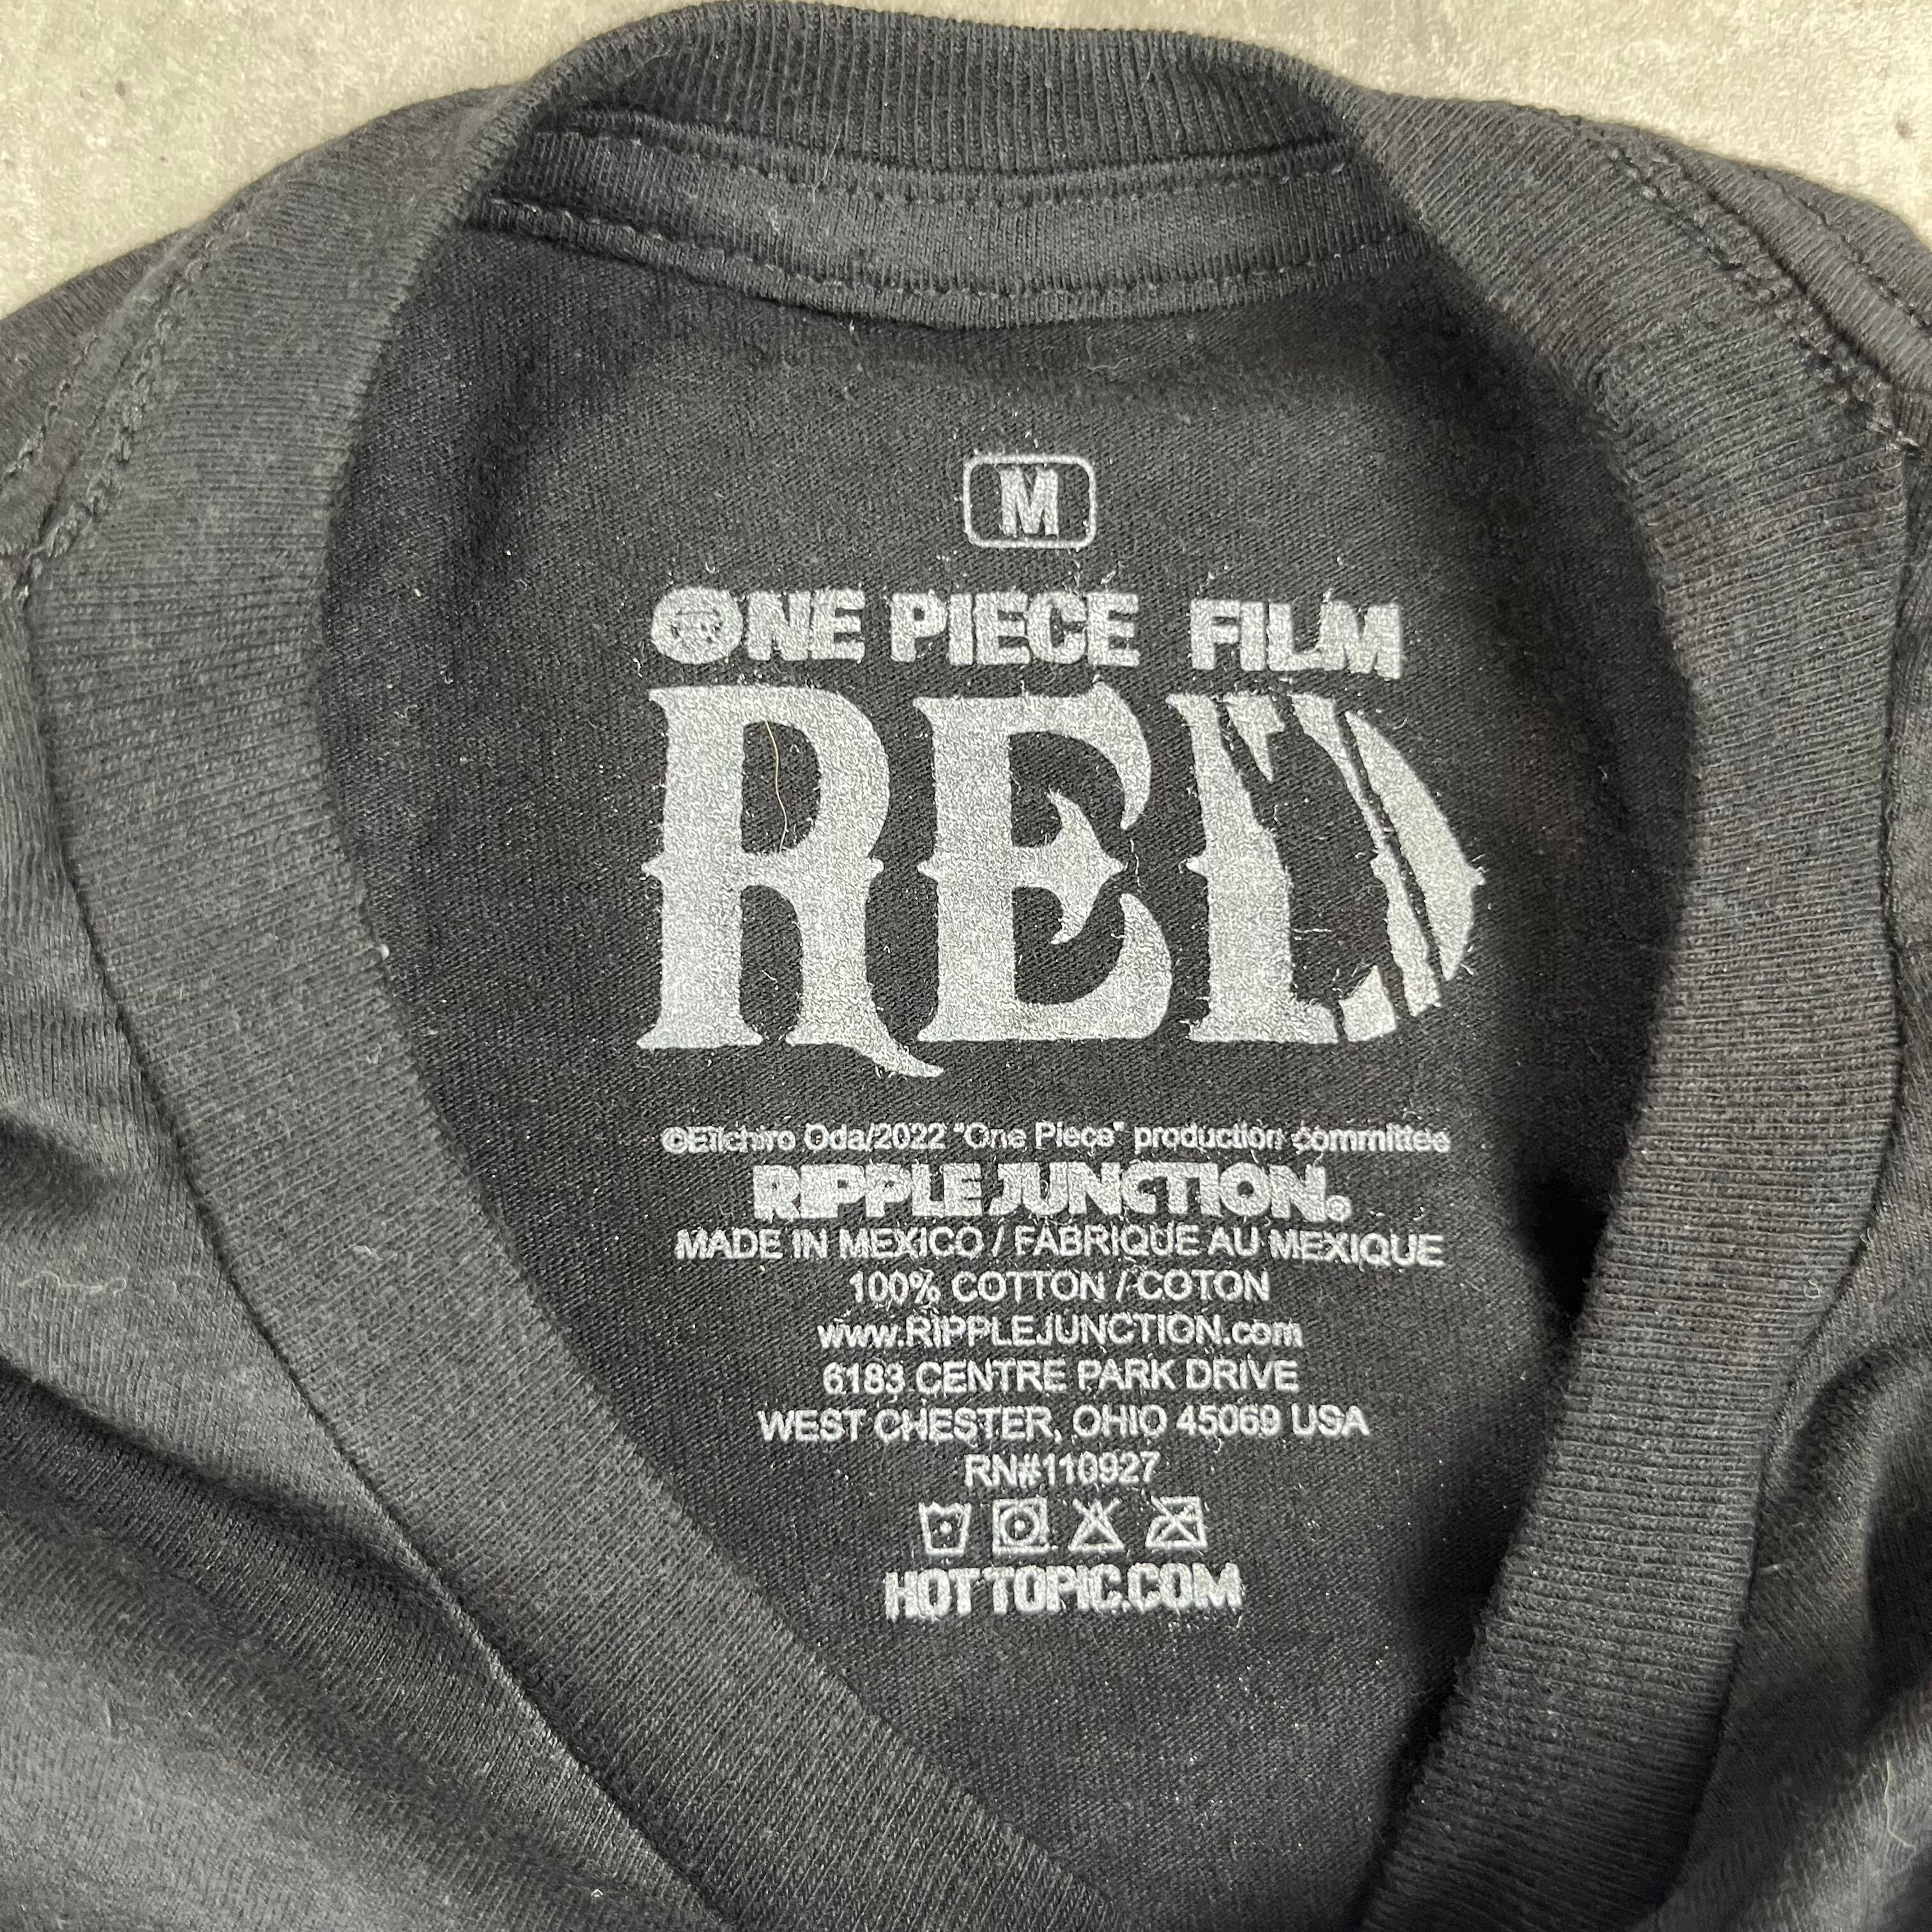 M
ONE PIECE FILM
RED
©Eiichiro Oda/2022 "One Piece" production committee
RIPPLE JUNCTION®
MADE IN MEXICO / FABRIQUE AU MEXIQUE
100% COTTON / COTON
www.RIPPLEJUNCTION.com
6183 CENTRE PARK DRIVE
WEST CHESTER, OHIO 45069 USA
RN#110927
HOTTOPIC.COM